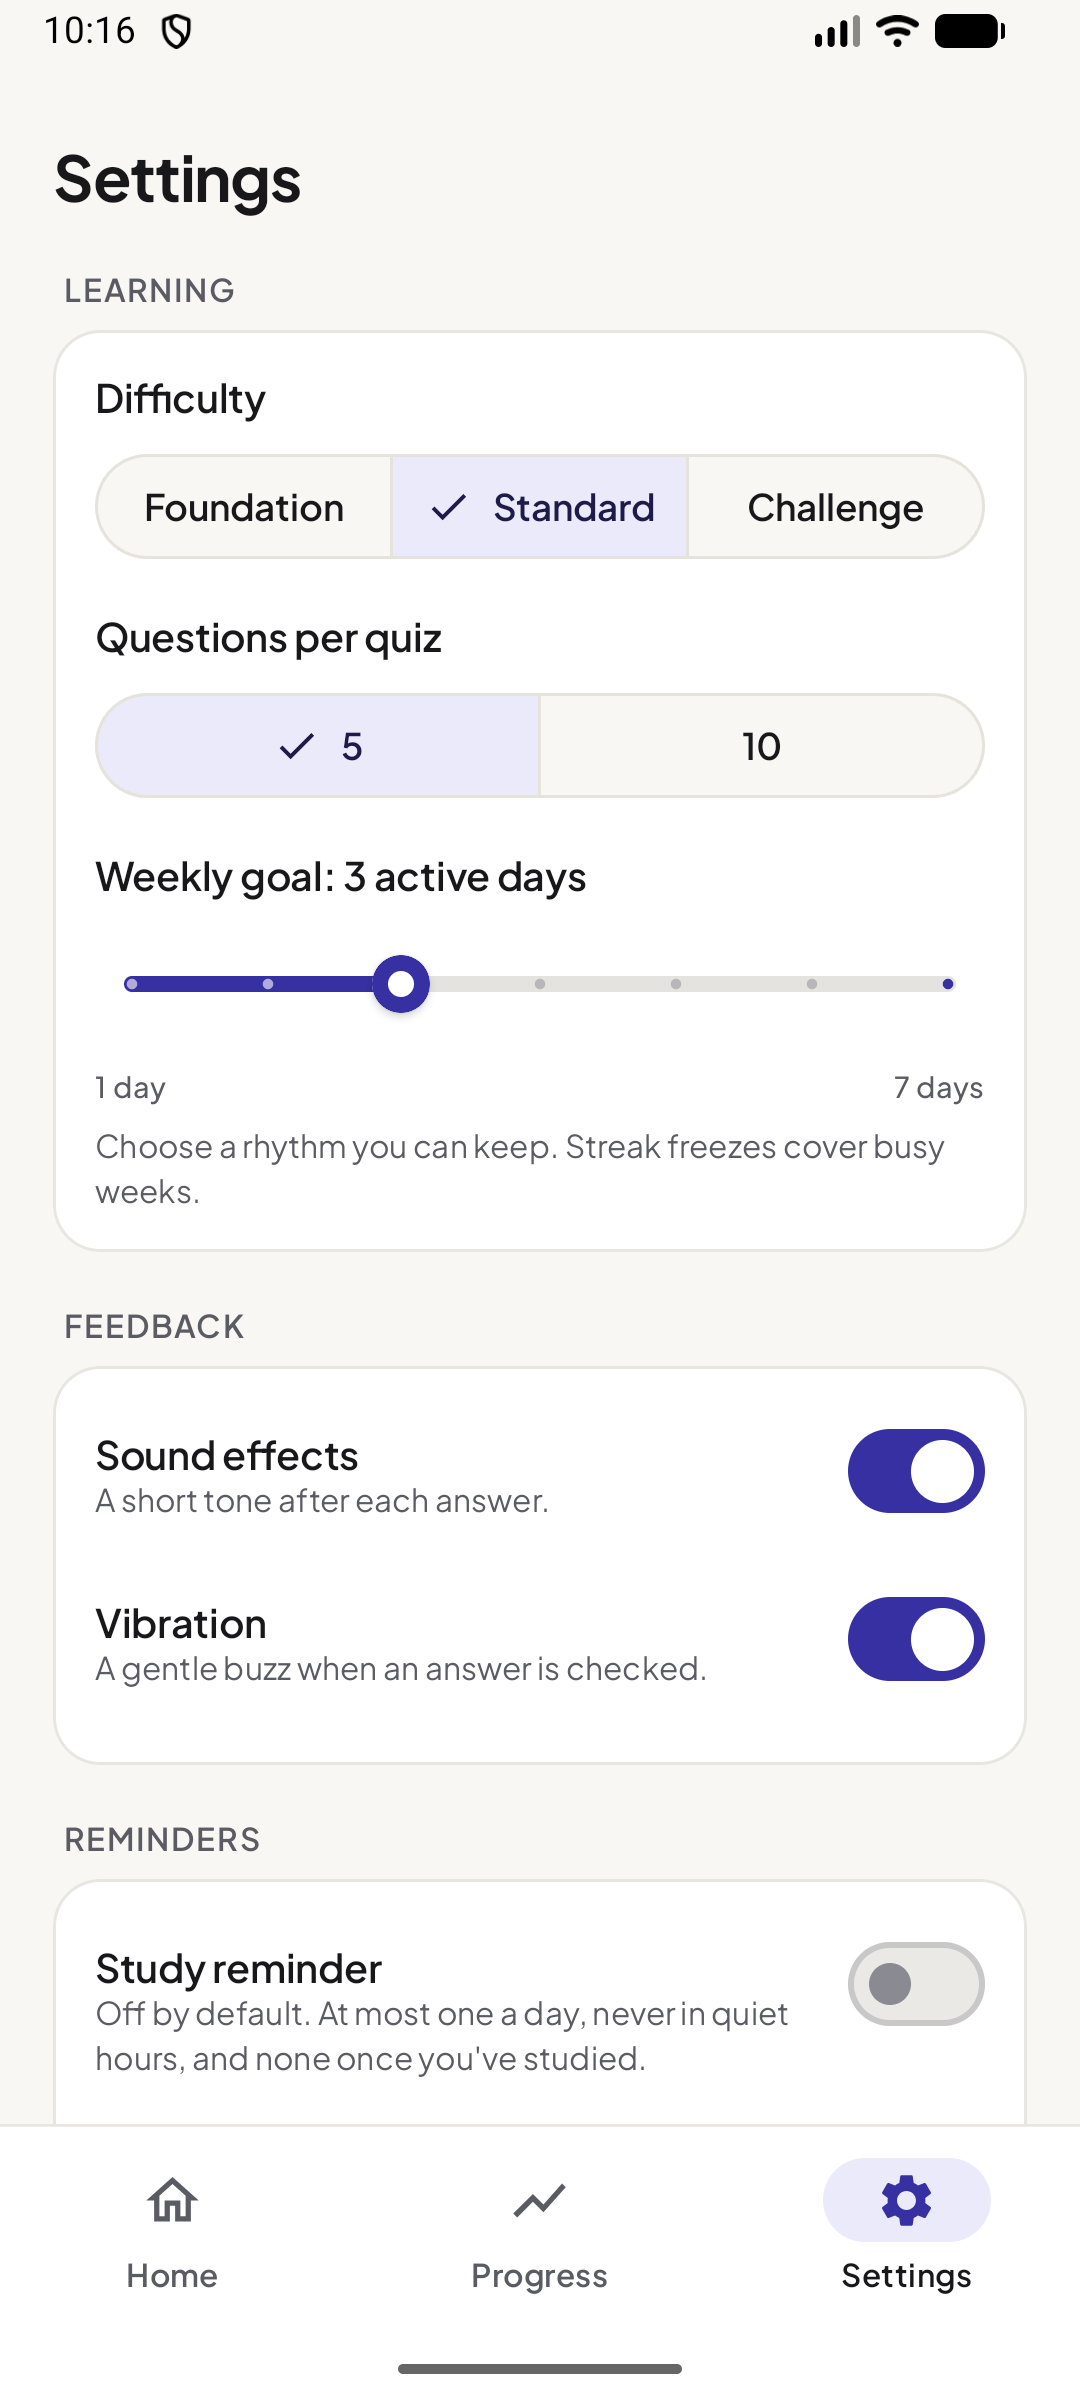 10:16
Settings
LEARNING
Difficulty
Foundation
Standard
Challenge
Questions per quiz
5
10
Weekly goal: 3 active days
1 day
7 days
Choose a rhythm you can keep. Streak freezes cover busy
weeks.
FEEDBACK
Sound effects
A short tone after each answer.
Vibration
A gentle buzz when an answer is checked.
REMINDERS
Study reminder
Off by default. At most one a day, never in quiet
hours, and none once you've studied.
Home
Progress
Settings